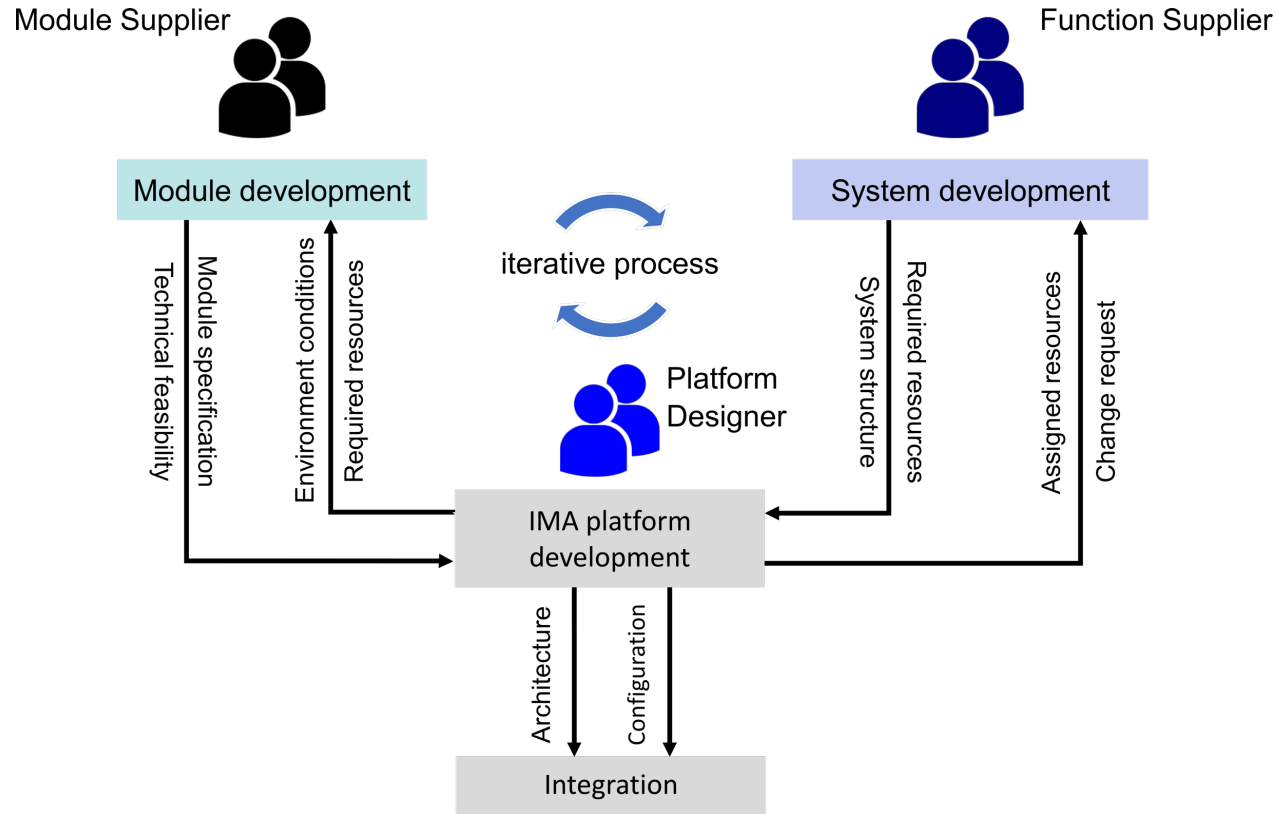 Module Supplier
Function Supplier
Module development
System development
iterative process
Technical feasibility
Module specification
Environment conditions
Required resources
System structure
Required resources
Assigned resources
Change request
Platform
Designer
IMA platform
development
Architecture
Configuration
Integration